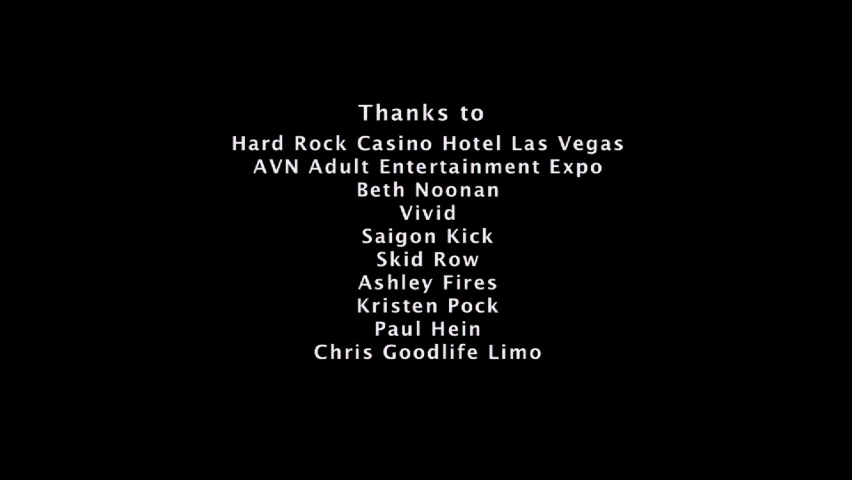 Thanks to
Hard Rock Casino Hotel Las Vegas
AVN Adult Entertainment Expo
Beth Noonan
Vivid
Saigon Kick
Skid Row
Ashley Fires
Kristen Pock
Paul Hein
Chris Goodlife Limo